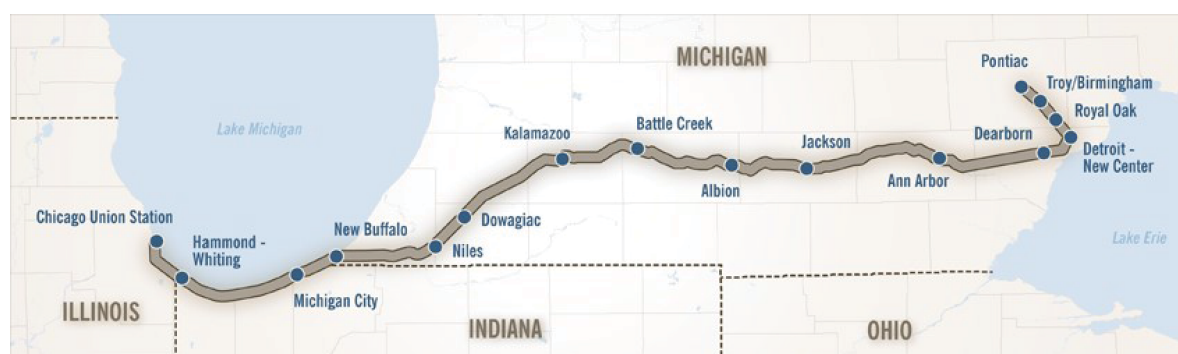 MICHIGAN
Pontiac
Troy/Birmingham
Royal Oak
Lake Michigan
Kalamazoo
Battle Creek
Jackson
Dearborn
Detroit -
New Center
Albion
Ann Arbor
Chicago Union Station
Hammond -
Whiting
New Buffalo
Dowagiac
Niles
Lake Erie
Michigan City
ILLINOIS
INDIANA
OHIO